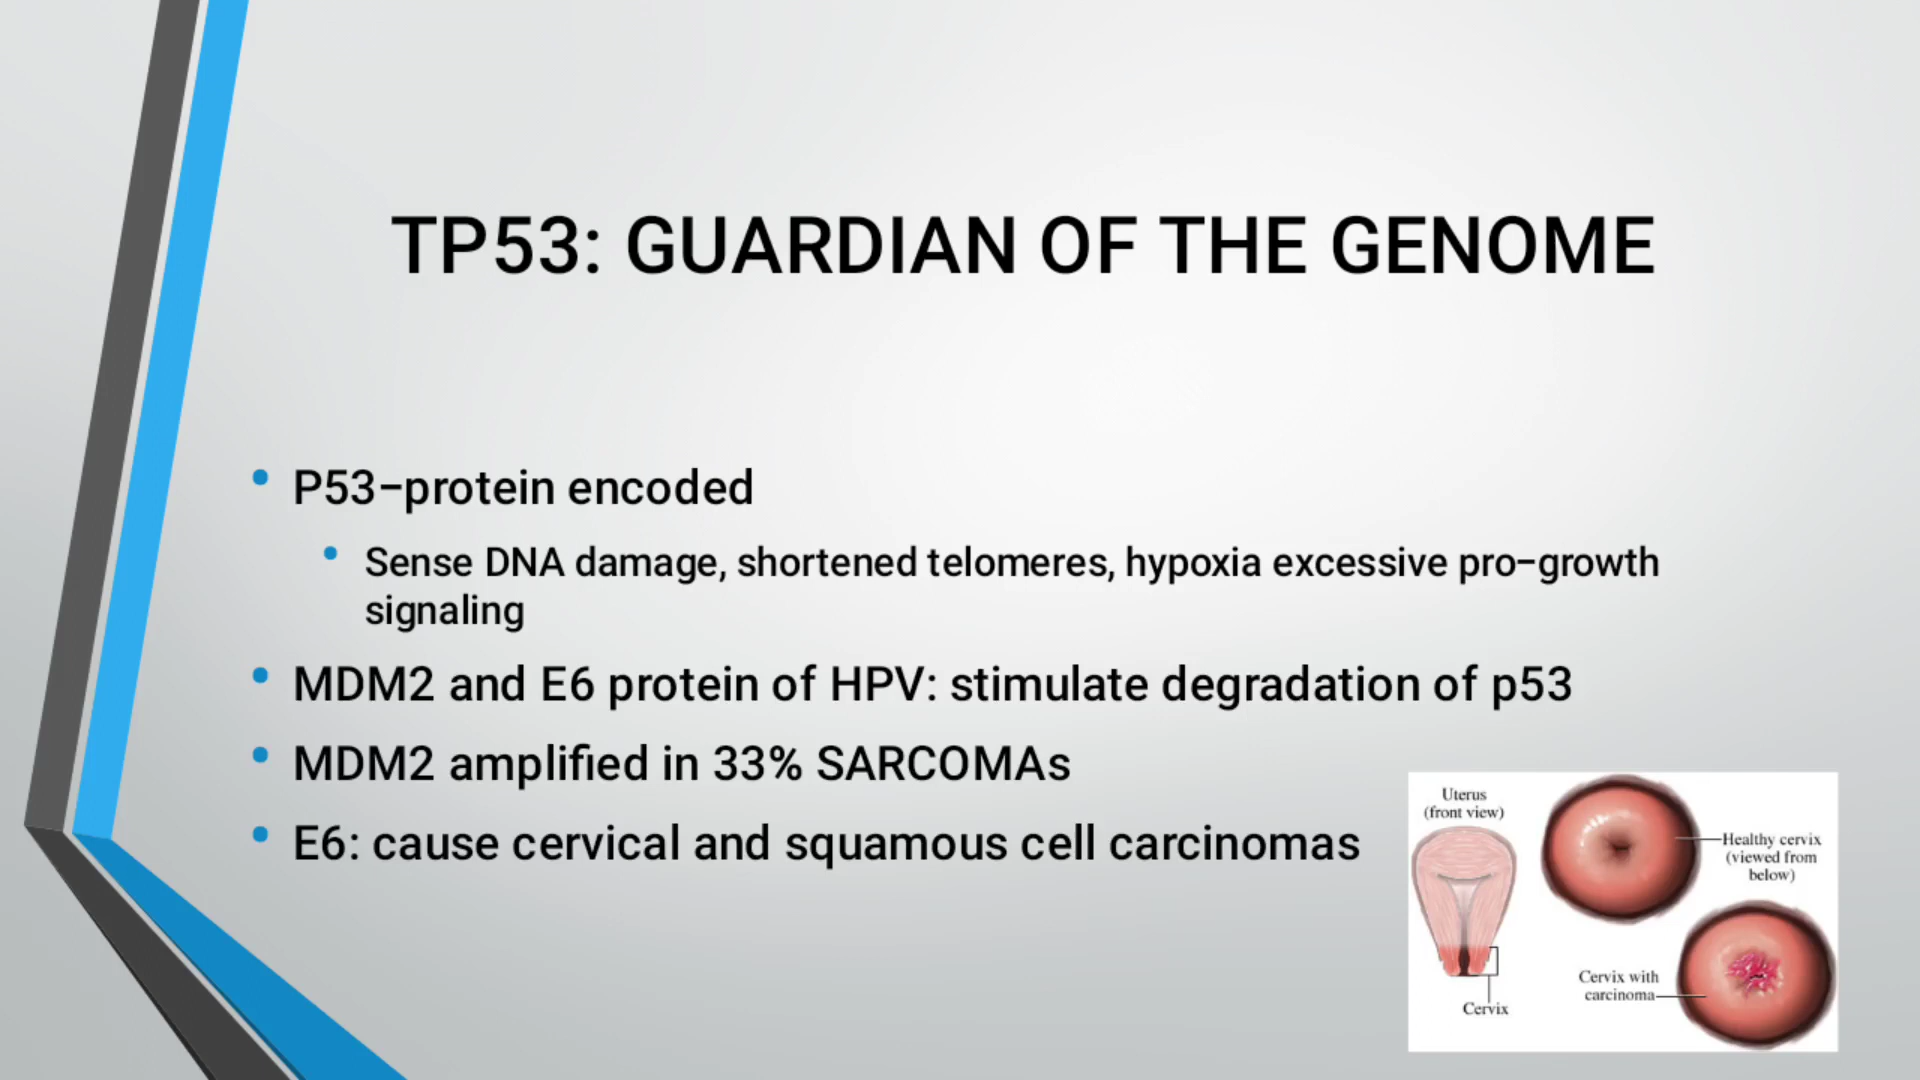 TP53: GUARDIAN OF THE GENOME
• P53-protein encoded
• Sense DNA damage, shortened telomeres, hypoxia excessive pro-growth
signaling
• MDM2 and E6 protein of HPV: stimulate degradation of p53
• MDM2 amplified in 33% SARCOMAs
• E6: cause cervical and squamous cell carcinomas
Uterus
(front view)
Healthy cervix
(viewed from
below)
Cervix with
carcinoma
Cervix